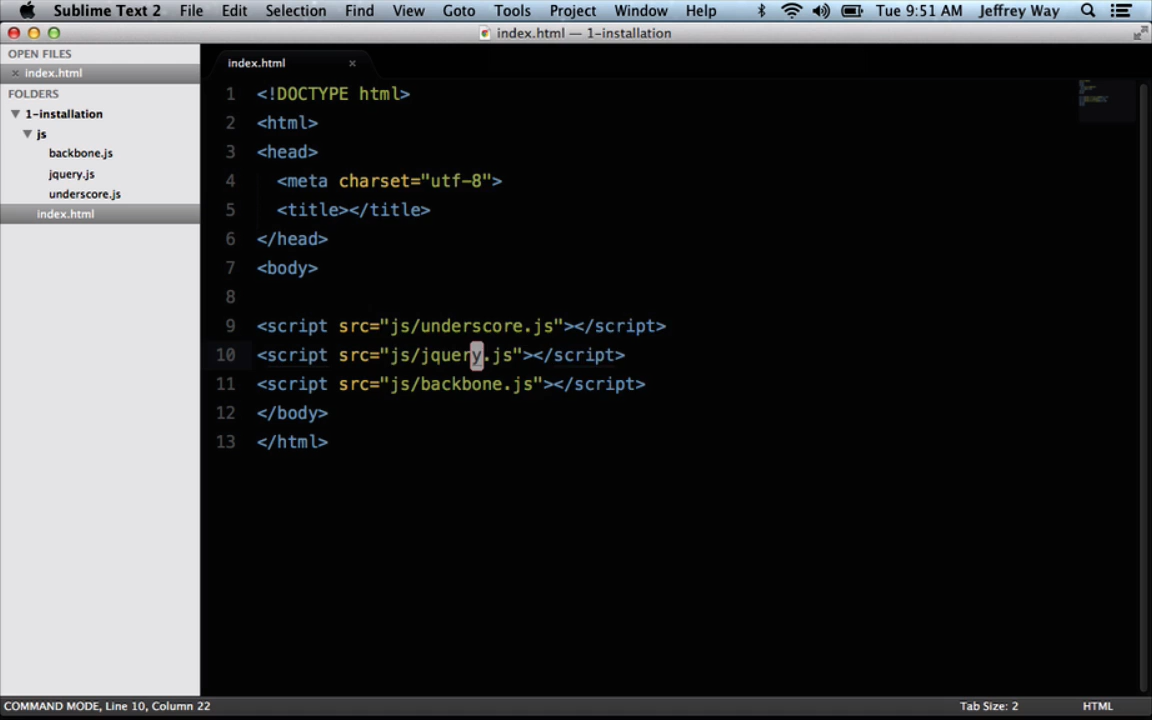 Sublime Text 2 File Edit Selection Find View Goto Tools Project Window Help Tue 9:51 AM Jeffrey Way
index.html — 1-installation
OPEN FILES
× index.html
FOLDERS
1-installation
js
backbone.js
jquery.js
underscore.js
index.html
index.html ×
1 <!DOCTYPE html>
2 <html>
3 <head>
4 <meta charset="utf-8">
5 <title></title>
6 </head>
7 <body>
8
9 <script src="js/underscore.js"></script>
10 <script src="js/jquery.js"></script>
11 <script src="js/backbone.js"></script>
12 </body>
13 </html>
COMMAND MODE, Line 10, Column 22 Tab Size: 2 HTML